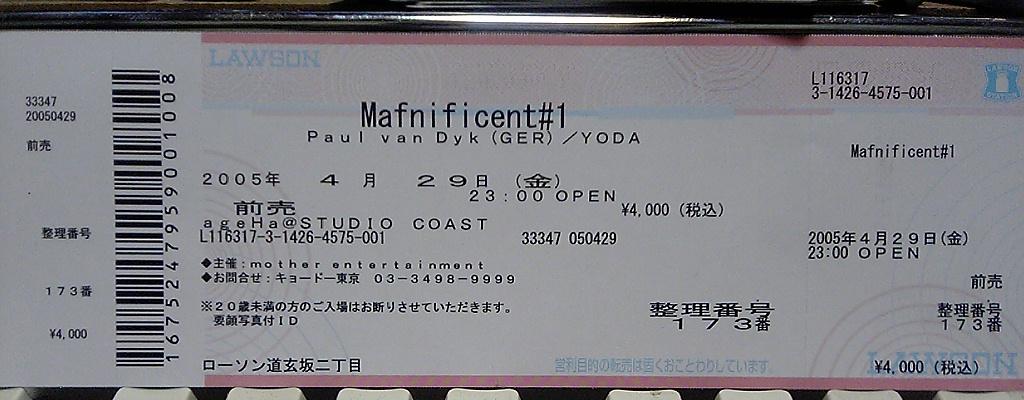 33347
20050429
前売
整理番号
173番
¥4,000
1675247959001008
LAWSON
Mafnificent#1
Paul van Dyk (GER) ／YODA
2005年 4 月 29日 (金)
23:00 OPEN
前売
¥4,000 (税込)
ageHa@STUDIO COAST
L116317-3-1426-4575-001
33347 050429
◆主催：mother entertainment
◆お問合せ：キョードー東京 03-3498-9999
※20歳未満の方のご入場はお断りさせていただきます。
要顔写真付ID
整理番号
173番
ローソン道玄坂二丁目
営利目的の転売は固くおことわりしています。
L116317
3-1426-4575-001
LAWSON
STATION
Mafnificent#1
2005年4月29日(金)
23:00 OPEN
前売
整理番号
173番
LAWSON
¥4,000 (税込)